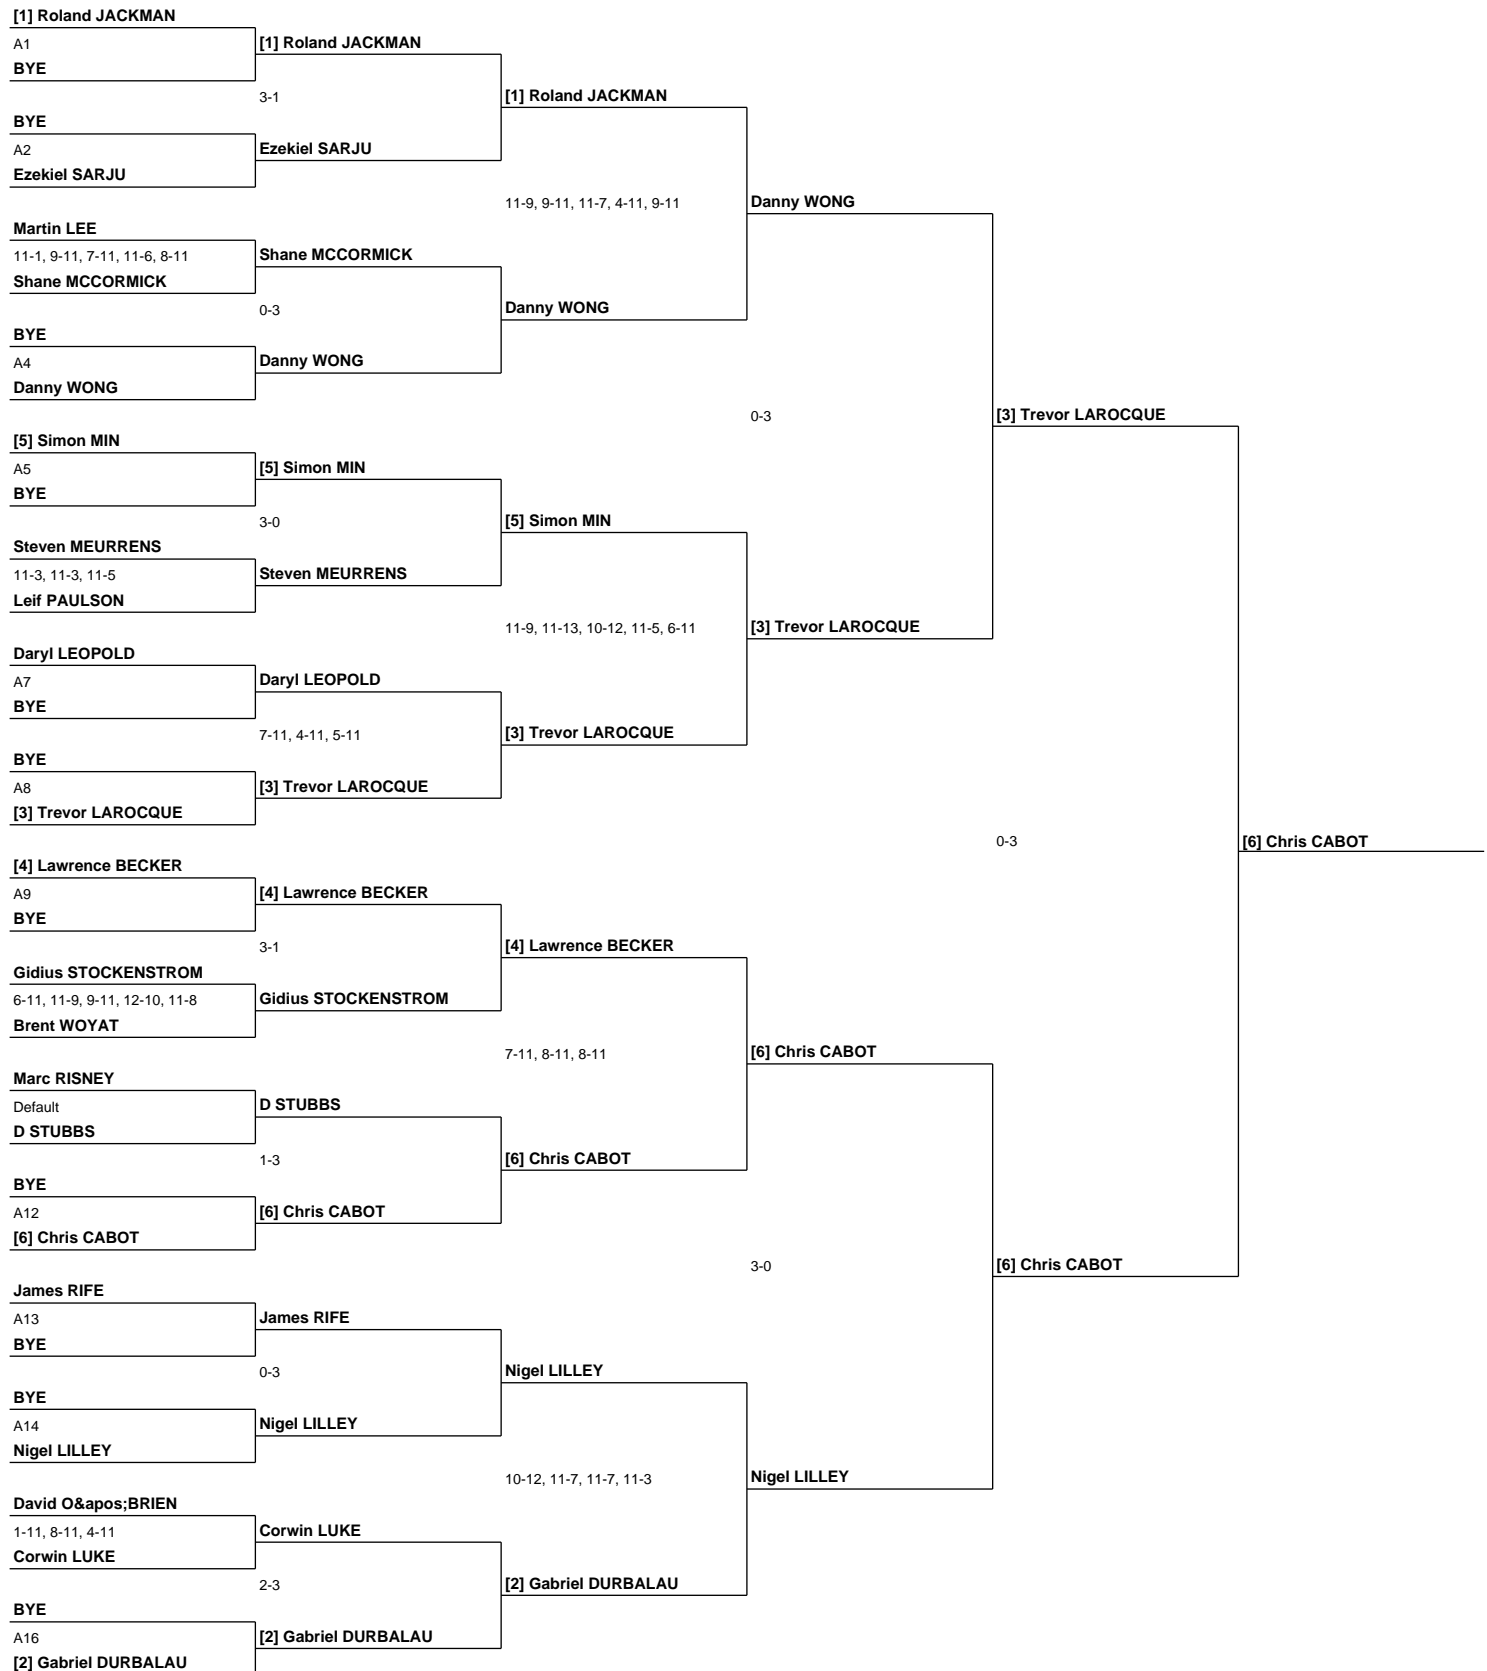 [1] Roland JACKMAN
A1
[1] Roland JACKMAN
BYE
3-1
[1] Roland JACKMAN
BYE
A2
Ezekiel SARJU
Ezekiel SARJU
11-9, 9-11, 11-7, 4-11, 9-11
Danny WONG
Martin LEE
11-1, 9-11, 7-11, 11-6, 8-11
Shane MCCORMICK
Shane MCCORMICK
0-3
Danny WONG
BYE
A4
Danny WONG
Danny WONG
0-3
[3] Trevor LAROCQUE
[5] Simon MIN
A5
[5] Simon MIN
BYE
3-0
[5] Simon MIN
Steven MEURRENS
11-3, 11-3, 11-5
Steven MEURRENS
Leif PAULSON
11-9, 11-13, 10-12, 11-5, 6-11
[3] Trevor LAROCQUE
Daryl LEOPOLD
A7
Daryl LEOPOLD
BYE
7-11, 4-11, 5-11
[3] Trevor LAROCQUE
BYE
A8
[3] Trevor LAROCQUE
[3] Trevor LAROCQUE
0-3
[6] Chris CABOT
[4] Lawrence BECKER
A9
[4] Lawrence BECKER
BYE
3-1
[4] Lawrence BECKER
Gidius STOCKENSTROM
6-11, 11-9, 9-11, 12-10, 11-8
Gidius STOCKENSTROM
Brent WOYAT
7-11, 8-11, 8-11
[6] Chris CABOT
Marc RISNEY
Default
D STUBBS
D STUBBS
1-3
[6] Chris CABOT
BYE
A12
[6] Chris CABOT
[6] Chris CABOT
3-0
[6] Chris CABOT
James RIFE
A13
James RIFE
BYE
0-3
Nigel LILLEY
BYE
A14
Nigel LILLEY
Nigel LILLEY
10-12, 11-7, 11-7, 11-3
Nigel LILLEY
David O&apos;BRIEN
1-11, 8-11, 4-11
Corwin LUKE
Corwin LUKE
2-3
[2] Gabriel DURBALAU
BYE
A16
[2] Gabriel DURBALAU
[2] Gabriel DURBALAU